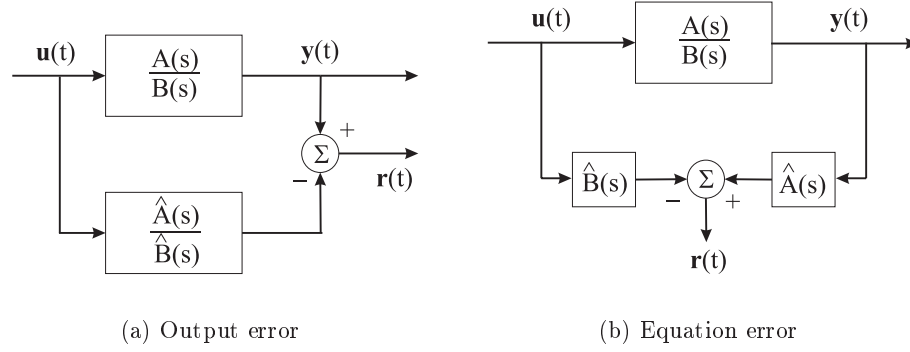 u(t)
A(s)
B(s)
y(t)
+
Σ
−
r(t)
Â(s)
B̂(s)
(a) Output error
u(t)
A(s)
B(s)
y(t)
B̂(s)
Σ
Â(s)
−
+
r(t)
(b) Equation error